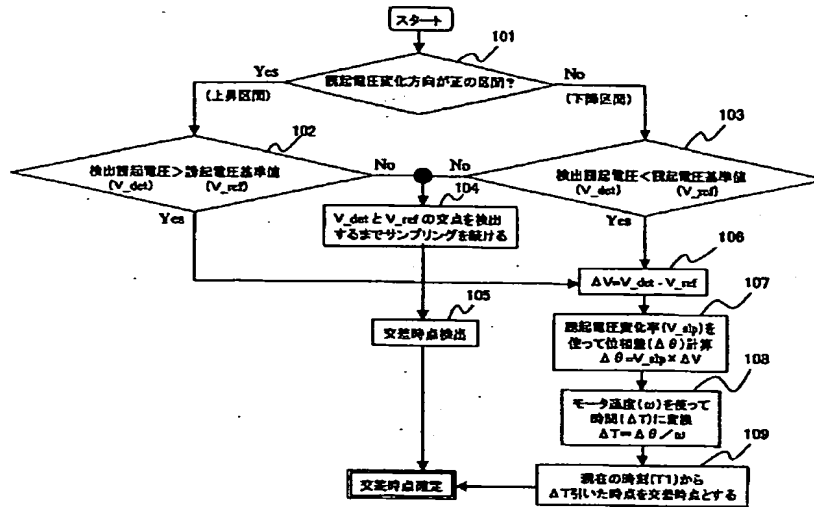 スタート
101
誘起電圧変化方向が正の区間?
Yes
(上昇区間)
No
(下降区間)
102
検出誘起電圧>誘起電圧基準値
(V_det) (V_ref)
No
Yes
103
検出誘起電圧<誘起電圧基準値
(V_det) (V_ref)
No
Yes
104
V_detとV_refの交点を検出
するまでサンプリングを続ける
105
交差時点検出
106
ΔV=V_det - V_ref
107
誘起電圧変化率(V_slp)を
使って位相差(Δθ)計算
Δθ=V_slp×ΔV
108
モータ速度(ω)を使って
時間(ΔT)に変換
ΔT=Δθ/ω
109
現在の時刻(T1)から
ΔT引いた時点を交差時点とする
交差時点確定